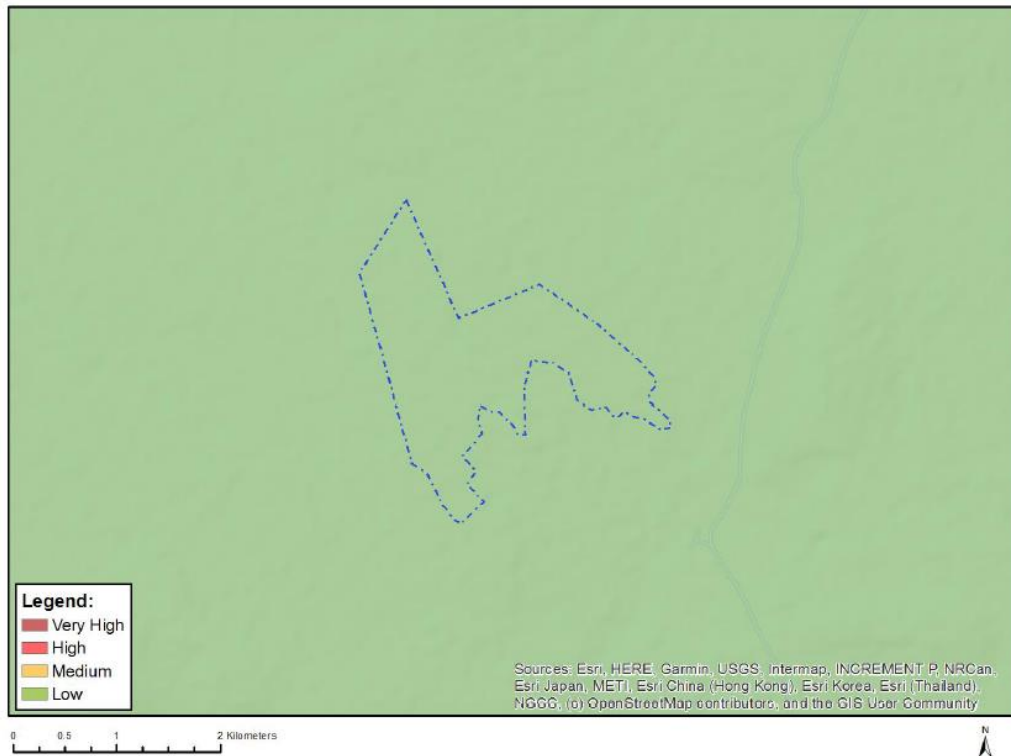 Legend:
Very High
High
Medium
Low
Sources: Esri, HERE, Garmin, USGS, Intermap, INCREMENT P, NRCan,
Esri Japan, METI, Esri China (Hong Kong), Esri Korea, Esri (Thailand),
NGCC, (c) OpenStreetMap contributors, and the GIS User Community
0 0.5 1 2 Kilometers
N